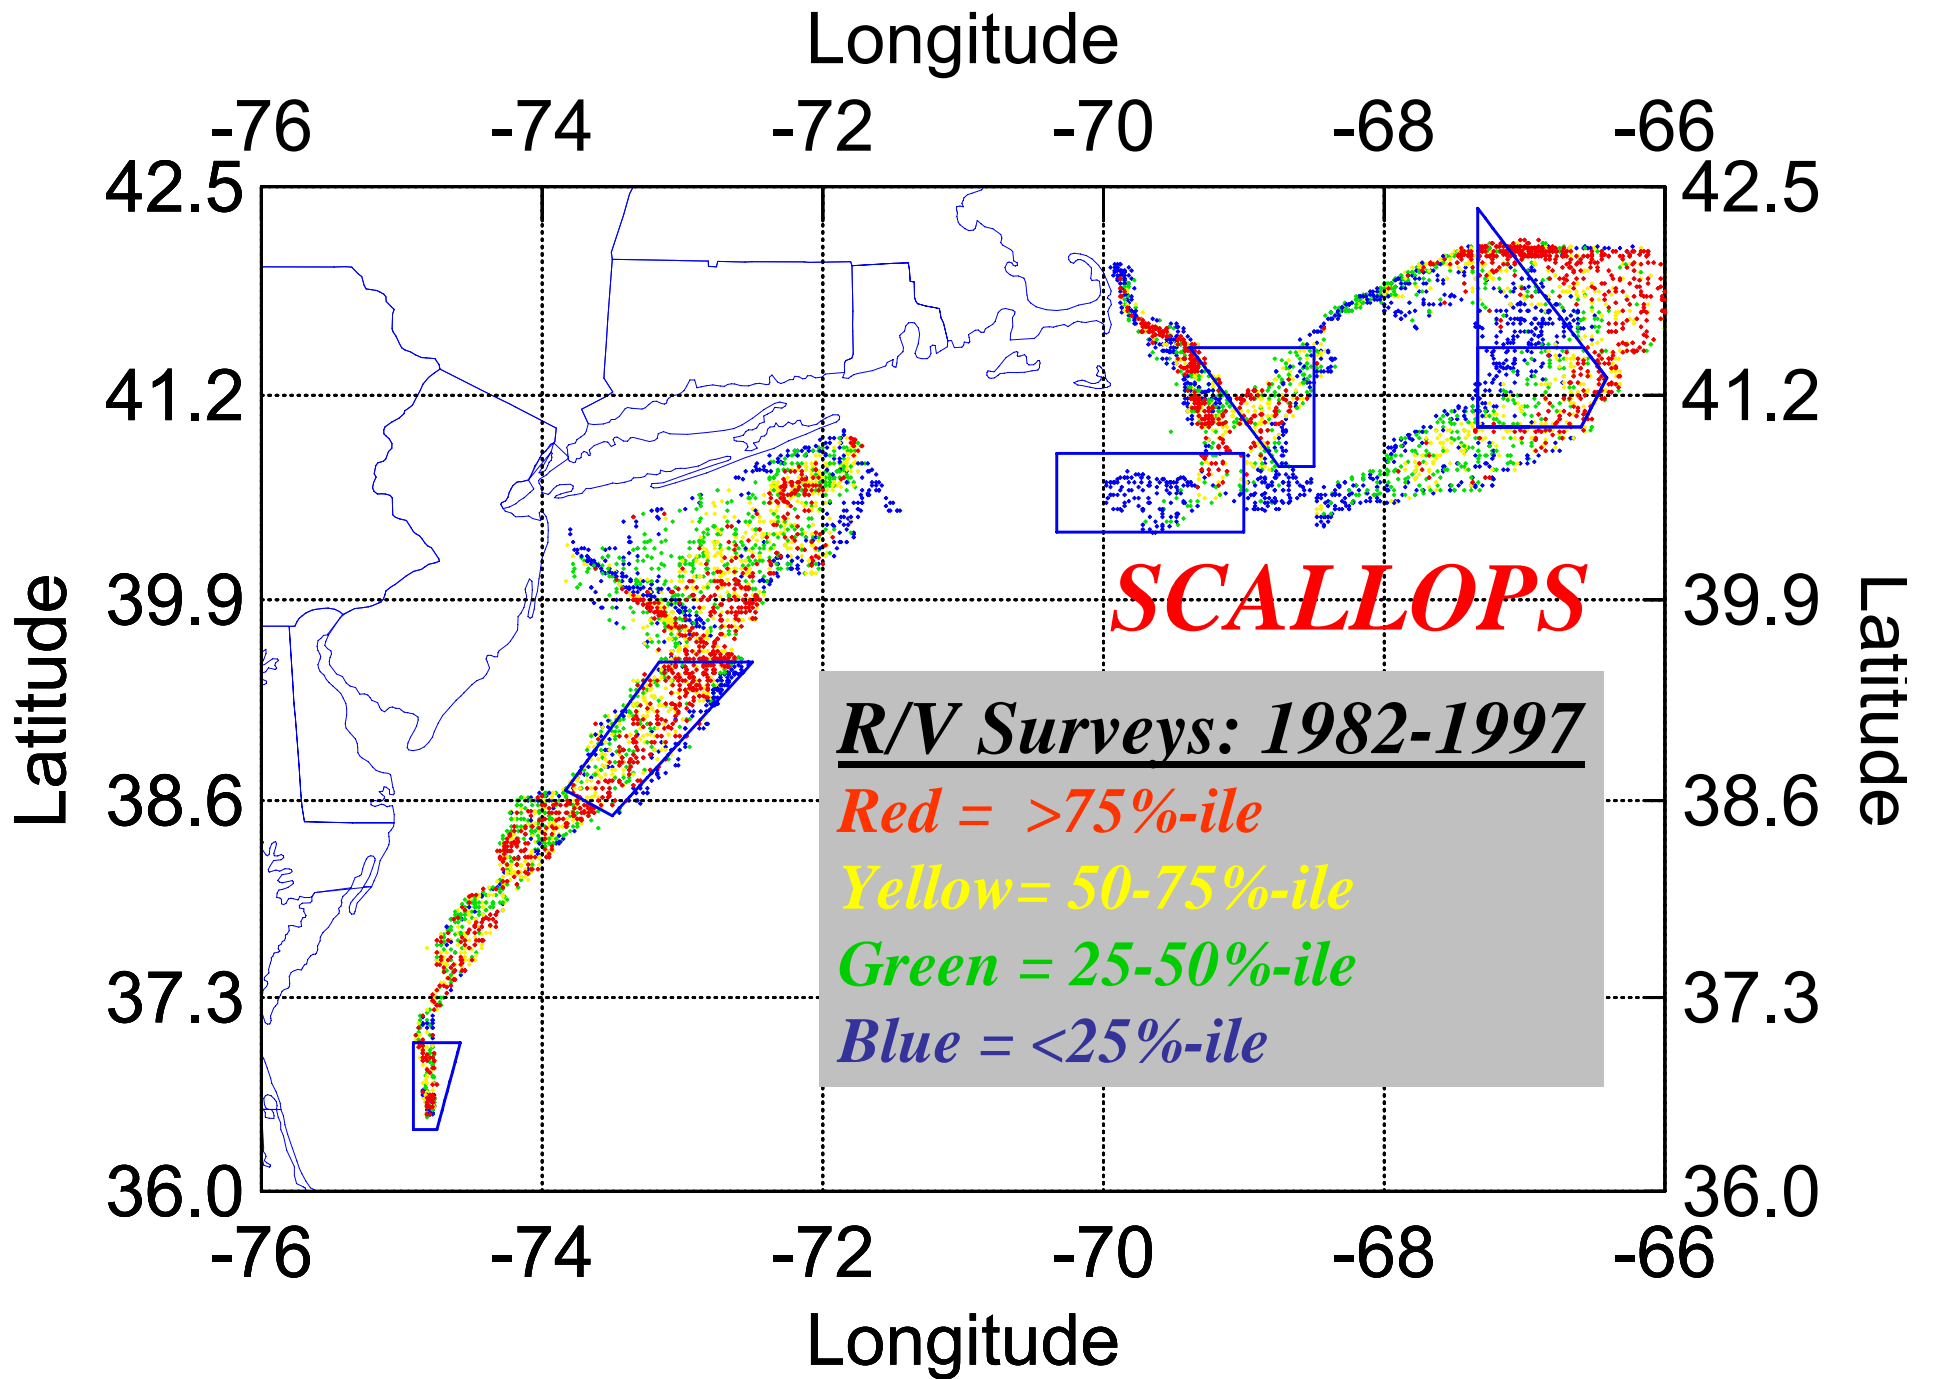 Longitude
-76 -74 -72 -70 -68 -66
42.5 42.5
41.2 41.2
39.9 39.9
38.6 38.6
37.3 37.3
36.0 36.0
Latitude
Latitude
SCALLOPS
R/V Surveys: 1982-1997
Red = >75%-ile
Yellow= 50-75%-ile
Green = 25-50%-ile
Blue = <25%-ile
-76 -74 -72 -70 -68 -66
Longitude